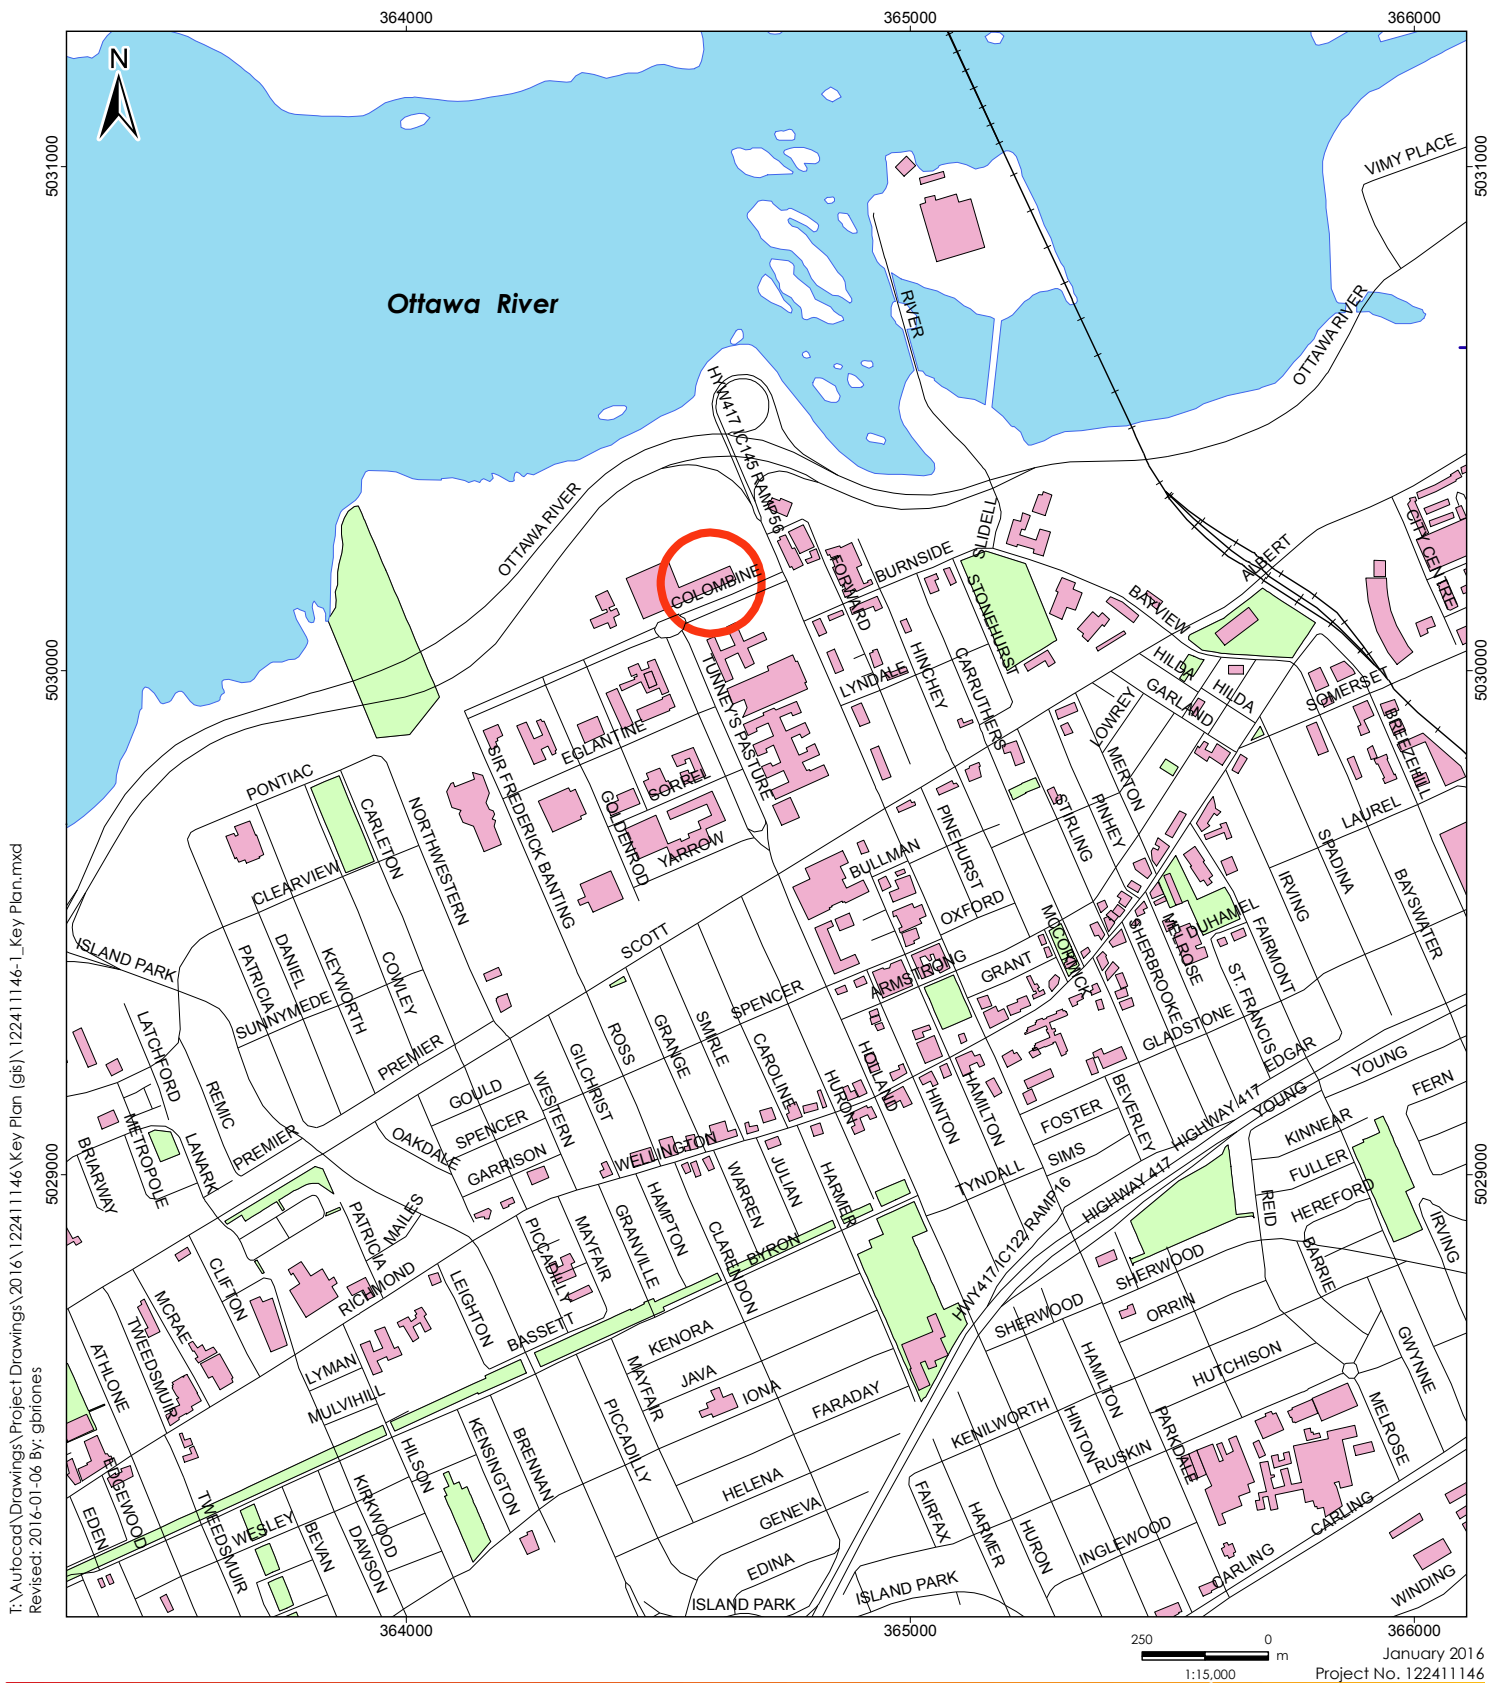 364000
365000
366000
N
5031000
5031000
VIMY PLACE
Ottawa River
RIVER
OTTAWA RIVER
HYW417 IC145 RAMP56
OTTAWA RIVER
SLIDELL
CITY CENTRE
ALBERT
BURNSIDE
FORWARD
COLOMBINE
STONEHURST
BAYVIEW
5030000
5030000
HILDA
HILDA
GARLAND
SOMERSET
LYNDALE
HINCHEY
CARRUTHERS
TUNNEY'S PASTURE
LOWREY
MERTON
BREEZEHILL
EGLANTINE
SIR FREDERICK BANTING
SORREL
GOLDENROD
YARROW
PONTIAC
CARLETON
NORTHWESTERN
CLEARVIEW
STIRLING
PINHEY
PINEHURST
BULLMAN
LAUREL
SPADINA
IRVING
BAYSWATER
OXFORD
MCCORMICK
DUHAMEL
MELROSE
SHERBROOKE
FAIRMONT
ST. FRANCIS
SCOTT
ARMSTRONG
GRANT
SPENCER
ISLAND PARK
PATRICIA
DANIEL
KEYWORTH
COWLEY
SUNNYMEDE
PREMIER
LATCHFORD
REMIC
GILCHRIST
ROSS
GRANGE
SMIRLE
CAROLINE
HURON
HOLLAND
HINTON
HAMILTON
GLADSTONE
EDGAR
YOUNG
YOUNG
FERN
BEVERLEY
HIGHWAY 417
FOSTER
SIMS
KINNEAR
FULLER
HEREFORD
GOULD
SPENCER
GARRISON
WESTERN
OAKDALE
PREMIER
METROPOLE
LANARK
BRIARWAY
5029000
5029000
WELLINGTON
WARREN
JULIAN
HARMER
TYNDALL
HIGHWAY 417
REID
BARRIE
IRVING
HWY417 IC122 RAMP16
PATRICIA
MAILES
RICHMOND
CLIFTON
MCRAE
TWEEDSMUIR
ATHLONE
LEIGHTON
PICCADILLY
MAYFAIR
GRANVILLE
HAMPTON
CLARENDON
BYRON
BASSETT
SHERWOOD
SHERWOOD
ORRIN
HUTCHISON
GWYNNE
MELROSE
KENORA
JAVA
IONA
MAYFAIR
FARADAY
LYMAN
MULVIHILL
HILSON
KENSINGTON
BRENNAN
PICCADILLY
HAMILTON
HINTON
KENILWORTH
RUSKIN
PARKDALE
CARLING
CARLING
WINDING
HELENA
GENEVA
EDINA
FAIRFAX
HARMER
HURON
INGLEWOOD
ISLAND PARK
ISLAND PARK
EDEN
EDGEWOOD
TWEEDSMUIR
WESLEY
BEVAN
KIRKWOOD
DAWSON
364000
365000
366000
250 0
m
1:15,000
January 2016
Project No. 122411146
T:\Autocad\Drawings\Project Drawings\2016\122411146\Key Plan (gis)\122411146-1_Key Plan.mxd
Revised: 2016-01-06 By: gbriones